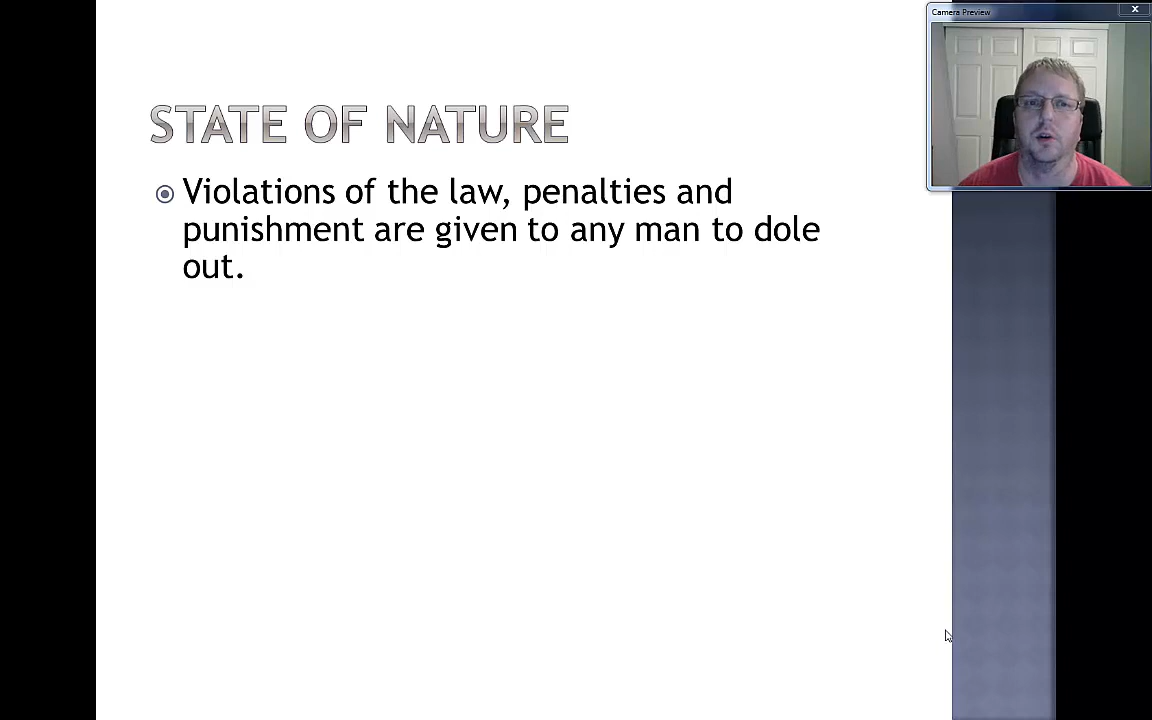 Camera Preview
STATE OF NATURE
Violations of the law, penalties and
punishment are given to any man to dole
out.